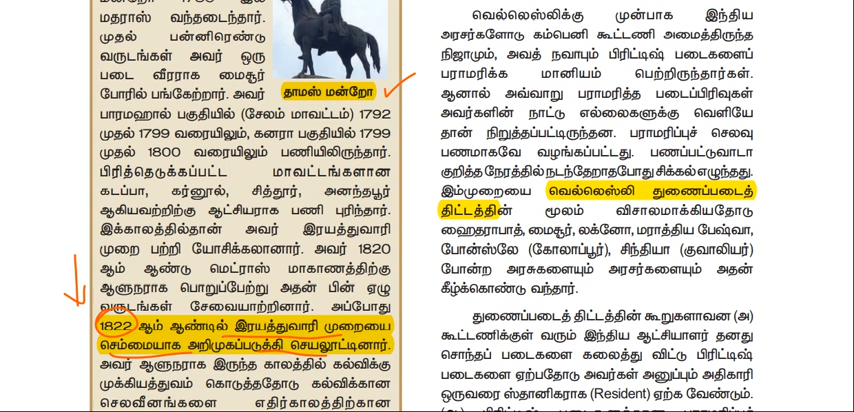 மதராஸ் வந்தடைந்தார்.
முதல் பன்னிரெண்டு
வருடங்கள் அவர் ஒரு
படை வீரராக மைசூர்
போரில் பங்கேற்றார். அவர்
தாமஸ் மன்றோ
பாரமஹால் பகுதியில் (சேலம் மாவட்டம்) 1792
முதல் 1799 வரையிலும், கனரா பகுதியில் 1799
முதல் 1800 வரையிலும் பணியிலிருந்தார்.
பிரித்தெடுக்கப்பட்ட மாவட்டங்களான
கடப்பா, கர்னூல், சித்தூர், அனந்தபூர்
ஆகியவற்றிற்கு ஆட்சியராக பணி புரிந்தார்.
இக்காலத்தில்தான் அவர் இரயத்துவாரி
முறை பற்றி யோசிக்கலானார். அவர் 1820
ஆம் ஆண்டு மெட்ராஸ் மாகாணத்திற்கு
ஆளுநராக பொறுப்பேற்று அதன் பின் ஏழு
வருடங்கள் சேவையாற்றினார். அப்போது
1822 ஆம் ஆண்டில் இரயத்துவாரி முறையை
செம்மையாக அறிமுகப்படுத்தி செயலூட்டினார்.
அவர் ஆளுநராக இருந்த காலத்தில் கல்விக்கு
முக்கியத்துவம் கொடுத்ததோடு கல்விக்கான
செலவீனங்களை எதிர்காலத்திற்கான
வெல்லெஸ்லிக்கு முன்பாக இந்திய
அரசர்களோடு கம்பெனி கூட்டணி அமைத்திருந்த
நிஜாமும், அவத் நவாபும் பிரிட்டிஷ் படைகளைப்
பராமரிக்க மானியம் பெற்றிருந்தார்கள்.
ஆனால் அவ்வாறு பராமரித்த படைப்பிரிவுகள்
அவர்களின் நாட்டு எல்லைகளுக்கு வெளியே
தான் நிறுத்தப்பட்டிருந்தன. பராமரிப்புச் செலவு
பணமாகவே வழங்கப்பட்டது. பணப்பட்டுவாடா
குறித்த நேரத்தில் நடந்தேறாதபோது சிக்கல் எழுந்தது.
இம்முறையை வெல்லெஸ்லி துணைப்படைத்
திட்டத்தின் மூலம் விசாலமாக்கியதோடு
ஹைதராபாத், மைசூர், லக்னோ, மராத்திய பேஷ்வா,
போன்ஸ்லே (கோலாப்பூர்), சிந்தியா (குவாலியர்)
போன்ற அரசுகளையும் அரசர்களையும் அதன்
கீழ்க்கொண்டு வந்தார்.
துணைப்படைத் திட்டத்தின் கூறுகளாவன (அ)
கூட்டணிக்குள் வரும் இந்திய ஆட்சியாளர் தனது
சொந்தப் படைகளை கலைத்து விட்டு பிரிட்டிஷ்
படைகளை ஏற்பதோடு அவர்கள் அனுப்பும் அதிகாரி
ஒருவரை ஸ்தானிகராக (Resident) ஏற்க வேண்டும்.